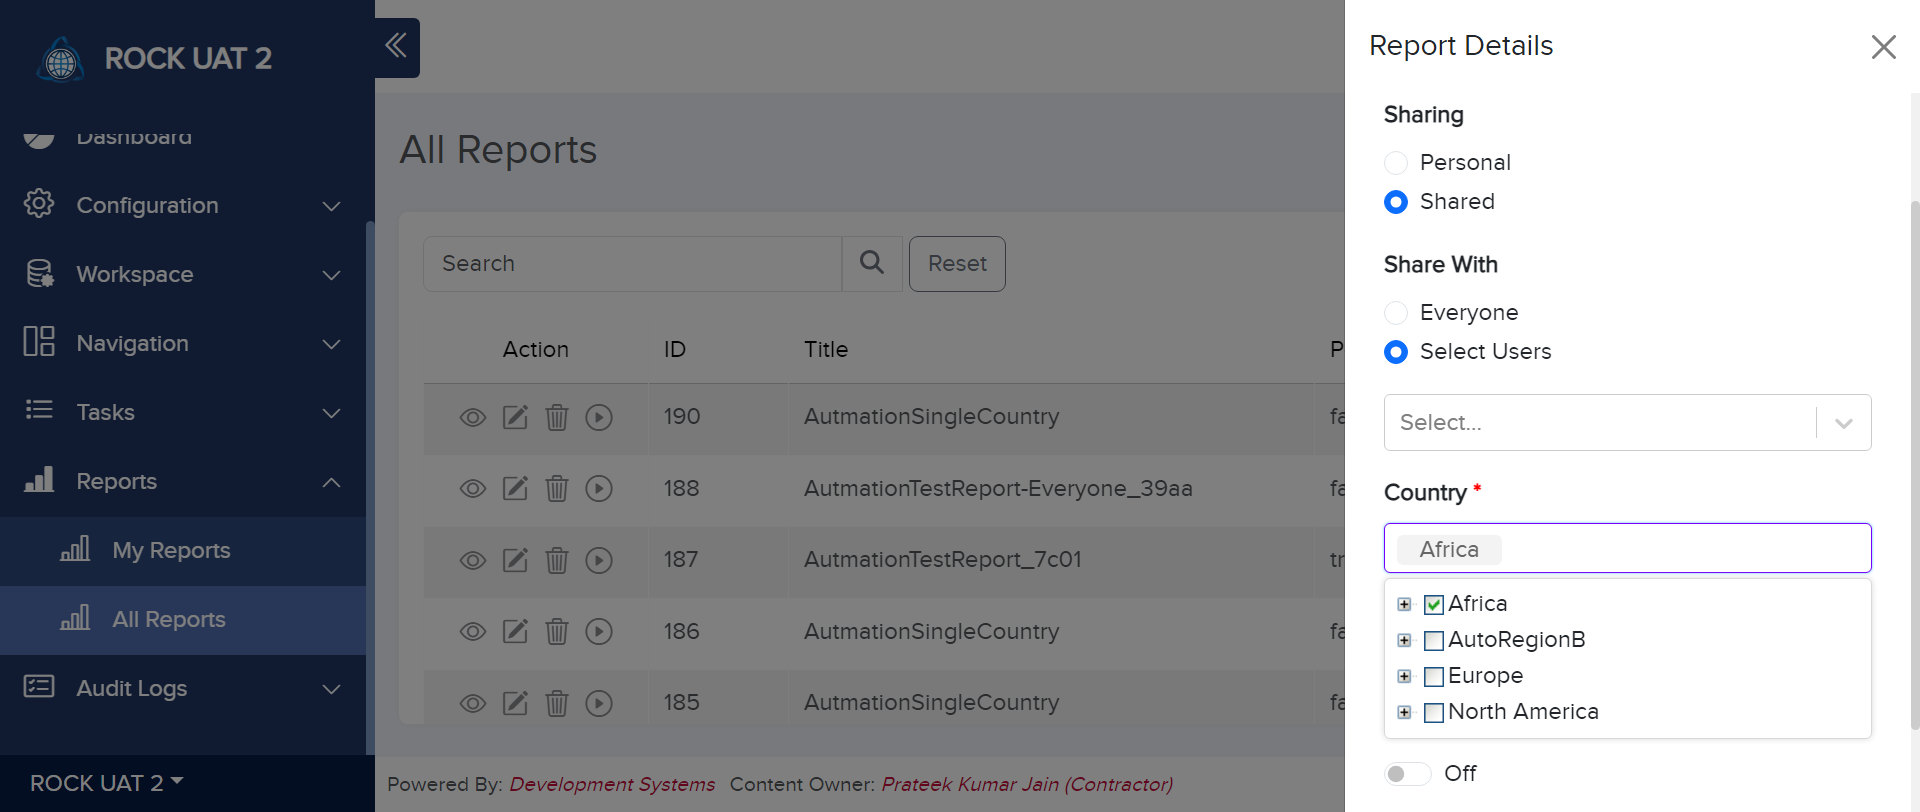 ROCK UAT 2
Dashboard
Configuration
Workspace
Navigation
Tasks
Reports
My Reports
All Reports
Audit Logs
ROCK UAT 2
All Reports
Search
Reset
Action ID Title P
190 AutmationSingleCountry fa
188 AutmationTestReport-Everyone_39aa fa
187 AutmationTestReport_7c01 tr
186 AutmationSingleCountry fa
185 AutmationSingleCountry fa
Powered By: Development Systems Content Owner: Prateek Kumar Jain (Contractor)
Report Details
Sharing
Personal
Shared
Share With
Everyone
Select Users
Select...
Country *
Africa
Africa
AutoRegionB
Europe
North America
Off